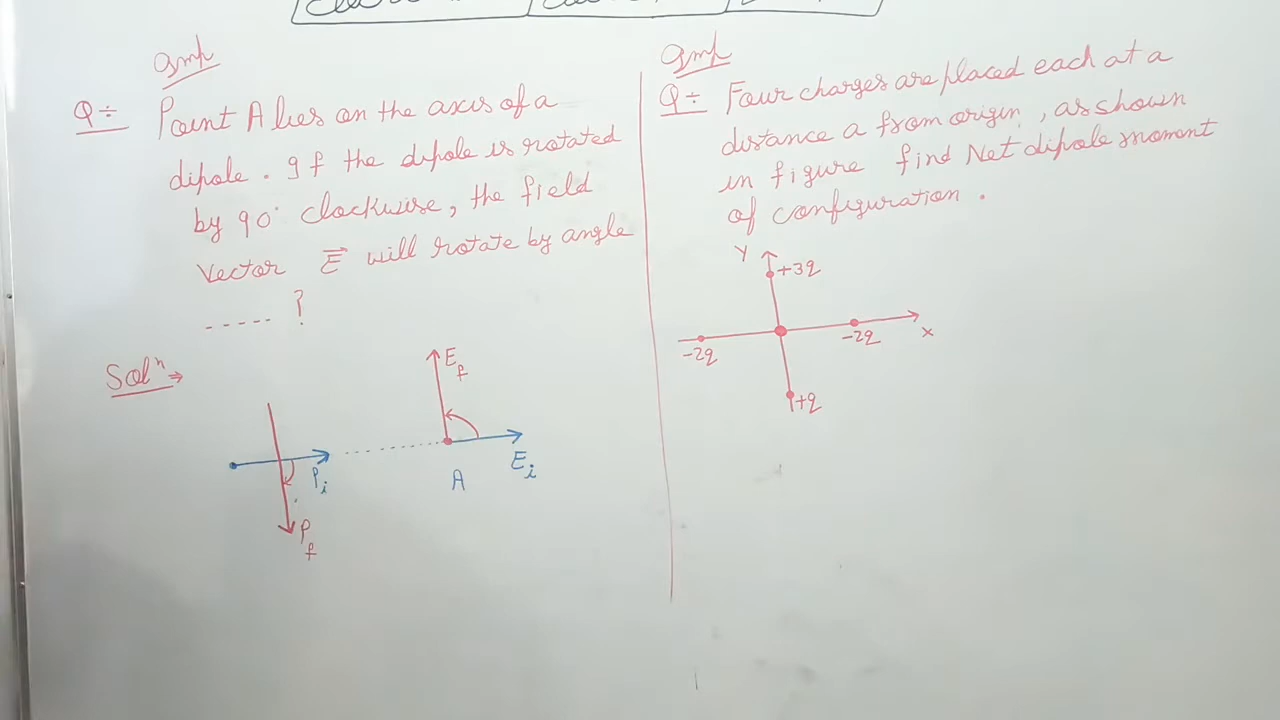 Imp
Q÷ Point A lies on the axis of a
dipole. If the dipole is rotated
by 90° clockwise, the field
Vector E⃗ will rotate by angle
----- ?
Solⁿ ⇒
E_f
P_i
E_i
A
P_f
Imp
Q÷ Four charges are placed each at a
distance a from origin, as shown
in figure find Net dipole moment
of configuration.
Y
+3q
-2q
-2q
X
+q